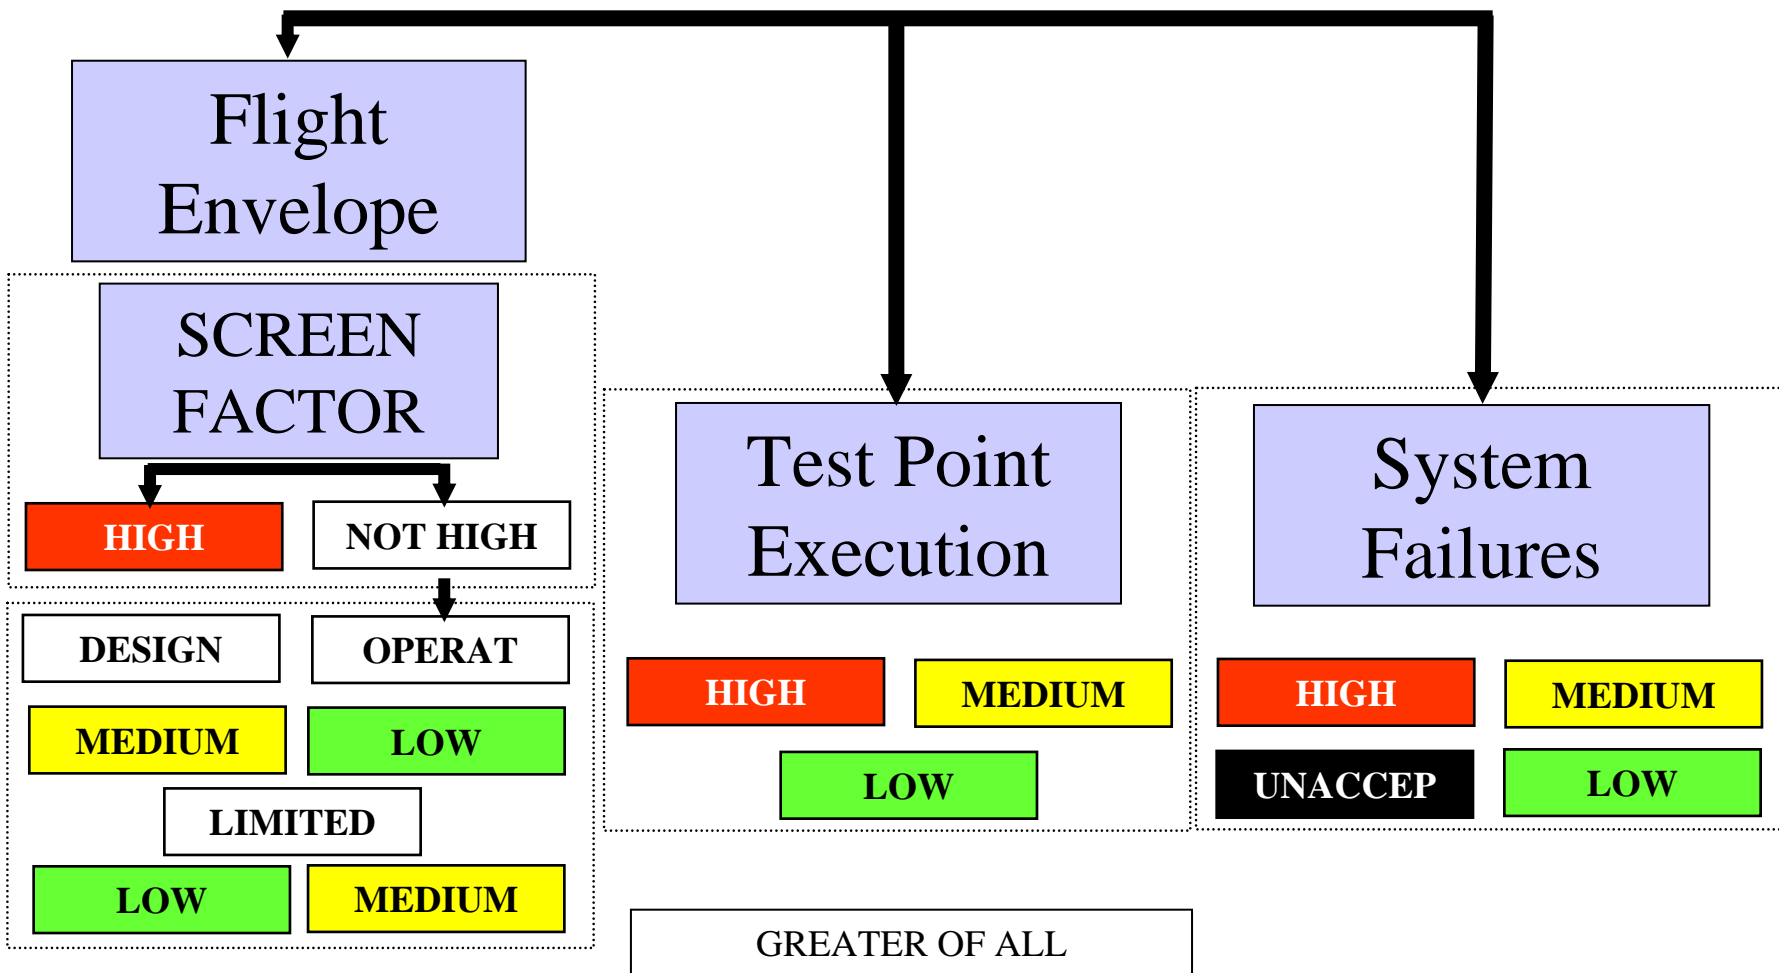 Flight
Envelope
SCREEN
FACTOR
HIGH
NOT HIGH
DESIGN
OPERAT
MEDIUM
LOW
LIMITED
LOW
MEDIUM
Test Point
Execution
HIGH
MEDIUM
LOW
System
Failures
HIGH
MEDIUM
UNACCEP
LOW
GREATER OF ALL